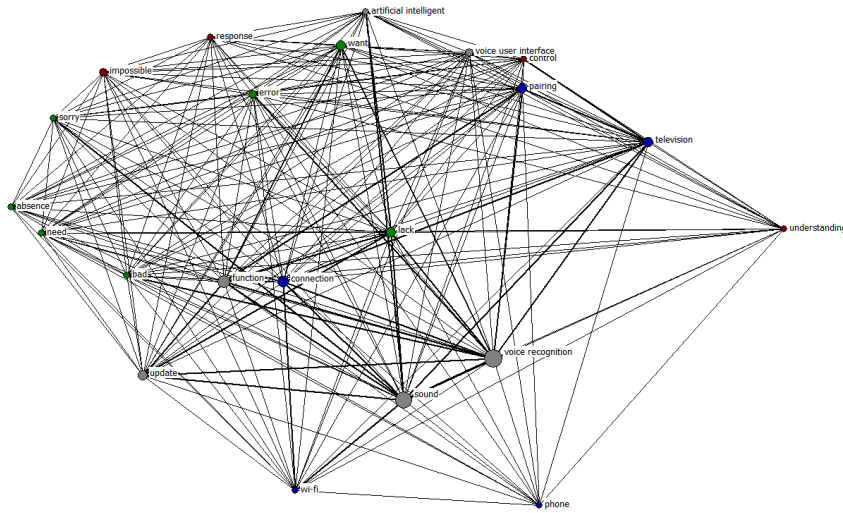 artificial intelligent
response
want
voice user interface
control
impossible
pairing
error
sorry
television
absence
understanding
need
lack
bad
function
connection
voice recognition
update
sound
wi-fi
phone